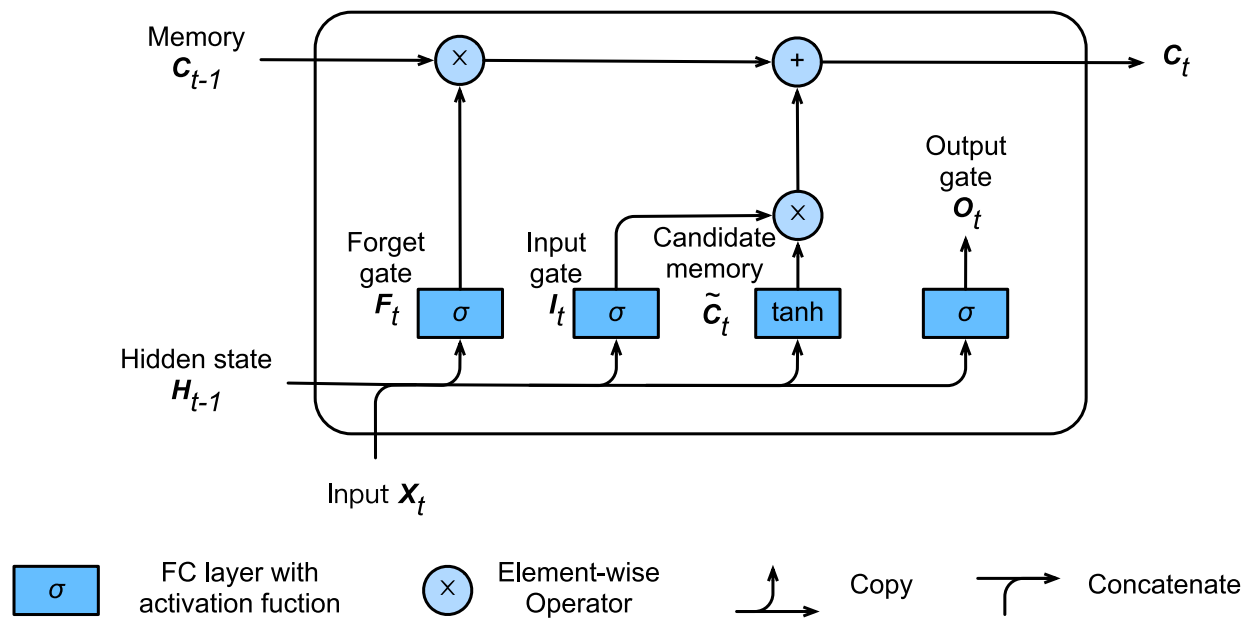 Memory
C_{t-1}
×
+
C_t
Output
gate
O_t
×
Forget
gate
F_t
σ
Input
gate
I_t
σ
Candidate
memory
C̃_t
tanh
σ
Hidden state
H_{t-1}
Input X_t
σ
FC layer with
activation fuction
×
Element-wise
Operator
Copy
Concatenate